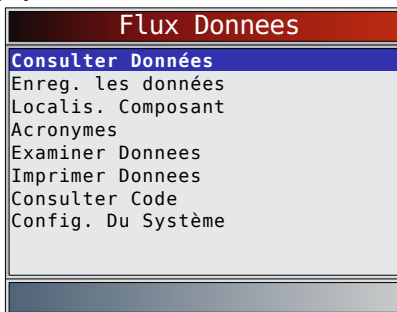 Flux Donnees
Consulter Données
Enreg. les données
Localis. Composant
Acronymes
Examiner Donnees
Imprimer Donnees
Consulter Code
Config. Du Système